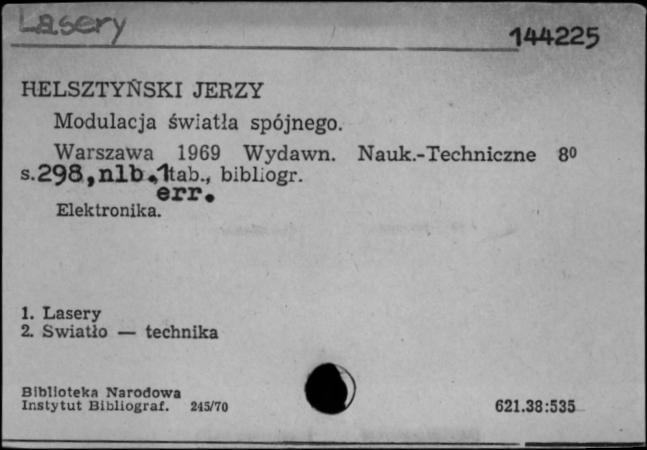 Lasery
144225
HELSZTYŃSKI JERZY
Modulacja światła spójnego.
Warszawa 1969 Wydawn. Nauk.-Techniczne 8⁰
s.298,nlb.1tab., bibliogr.
err.
Elektronika.
1. Lasery
2. Swiatło — technika
Biblioteka Narodowa
Instytut Bibliograf. 245/70
621.38:535